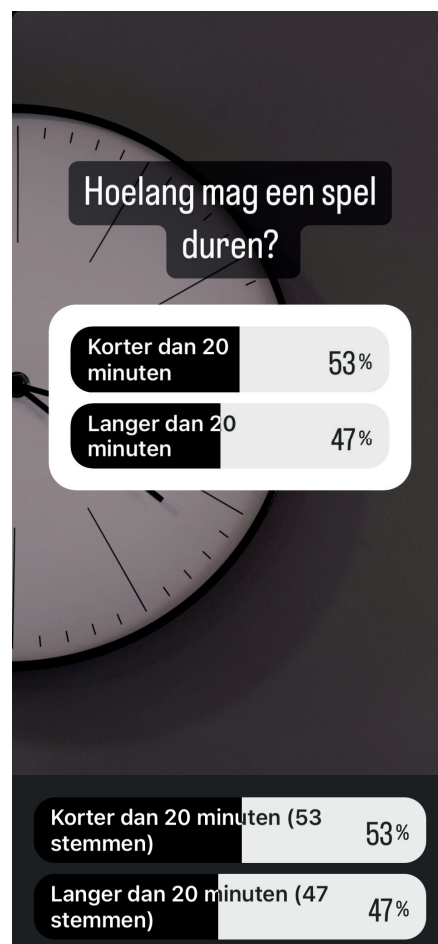 Hoelang mag een spel
duren?
Korter dan 20
minuten
53%
Langer dan 20
minuten
47%
Korter dan 20 minuten (53
stemmen)
53%
Langer dan 20 minuten (47
stemmen)
47%